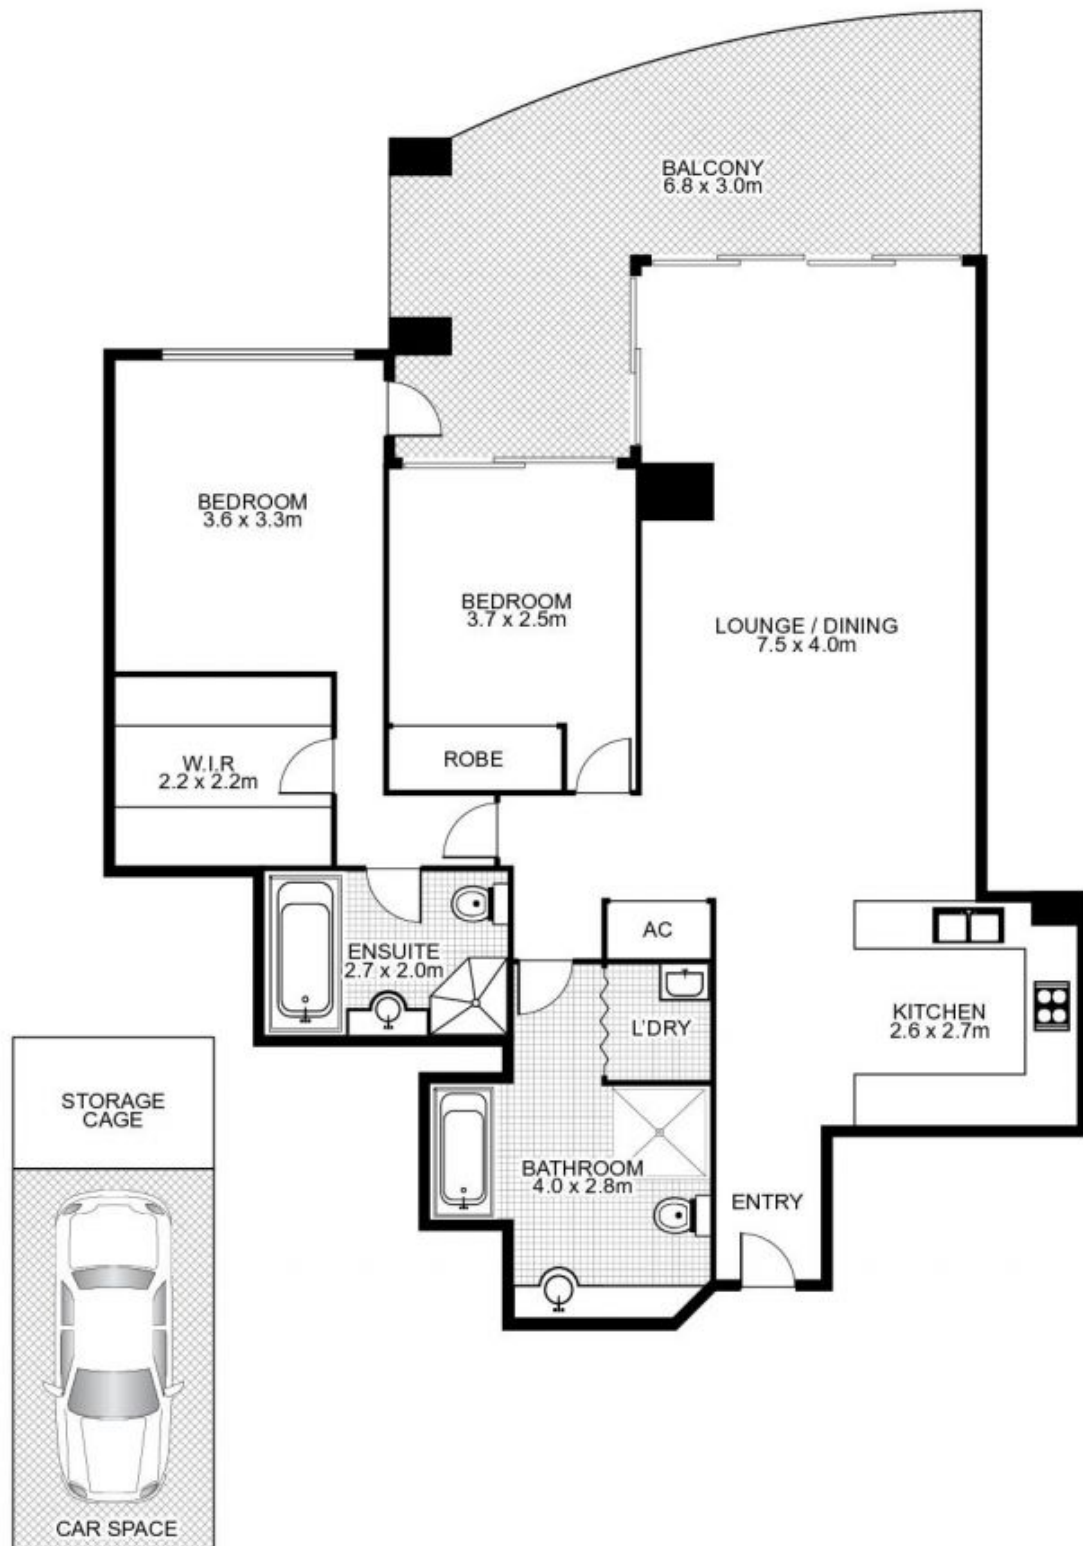 BALCONY
6.8 x 3.0m
BEDROOM
3.6 x 3.3m
BEDROOM
3.7 x 2.5m
LOUNGE / DINING
7.5 x 4.0m
W.I.R
2.2 x 2.2m
ROBE
AC
ENSUITE
2.7 x 2.0m
L'DRY
KITCHEN
2.6 x 2.7m
STORAGE
CAGE
BATHROOM
4.0 x 2.8m
ENTRY
CAR SPACE